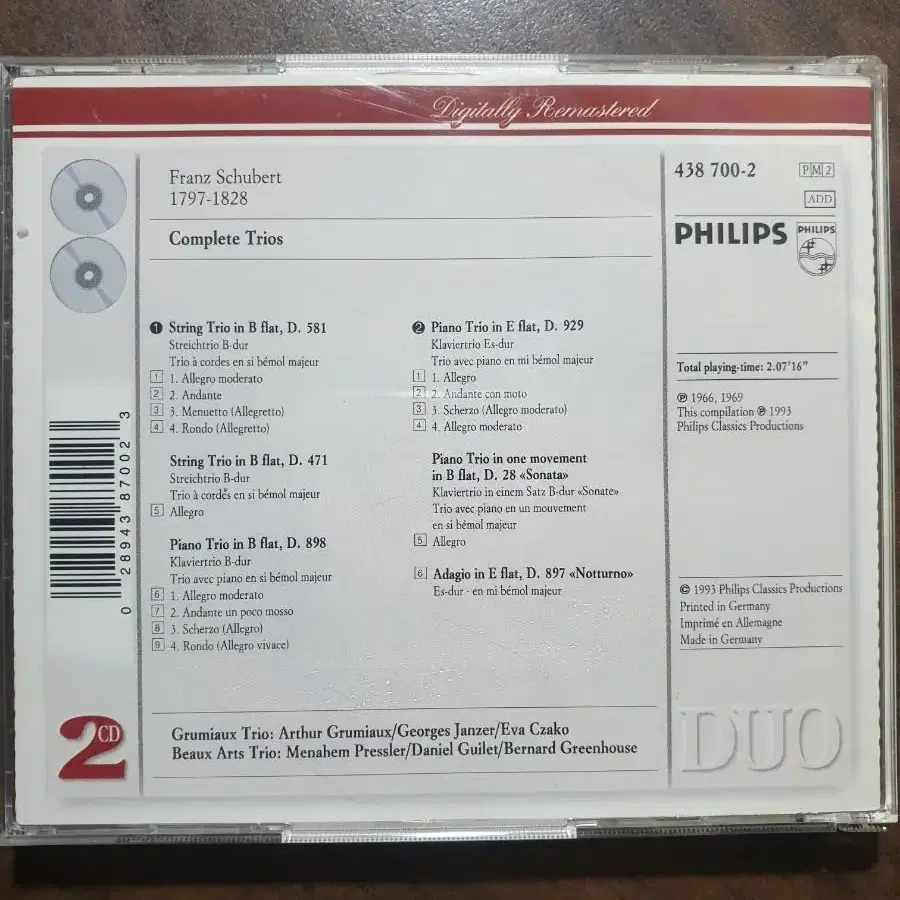 Digitally Remastered
Franz Schubert
1797-1828
Complete Trios
1 String Trio in B flat, D. 581
Streichtrio B-dur
Trio à cordes en si bémol majeur
1 1. Allegro moderato
2 2. Andante
3 3. Menuetto (Allegretto)
4 4. Rondo (Allegretto)
String Trio in B flat, D. 471
Streichtrio B-dur
Trio à cordes en si bémol majeur
5 Allegro
Piano Trio in B flat, D. 898
Klaviertrio B-dur
Trio avec piano en si bémol majeur
6 1. Allegro moderato
7 2. Andante un poco mosso
8 3. Scherzo (Allegro)
9 4. Rondo (Allegro vivace)
2 Piano Trio in E flat, D. 929
Klaviertrio Es-dur
Trio avec piano en mi bémol majeur
1 1. Allegro
2 2. Andante con moto
3 3. Scherzo (Allegro moderato)
4 4. Allegro moderato
Piano Trio in one movement
in B flat, D. 28 «Sonata»
Klaviertrio in einem Satz B-dur «Sonate»
Trio avec piano en un mouvement
en si bémol majeur
5 Allegro
6 Adagio in E flat, D. 897 «Notturno»
Es-dur · en mi bémol majeur
Grumiaux Trio: Arthur Grumiaux/Georges Janzer/Eva Czako
Beaux Arts Trio: Menahem Pressler/Daniel Guilet/Bernard Greenhouse
438 700-2 PM2
ADD
PHILIPS PHILIPS
Total playing-time: 2.07'16"
℗ 1966, 1969
This compilation ℗ 1993
Philips Classics Productions
© 1993 Philips Classics Productions
Printed in Germany
Imprimé en Allemagne
Made in Germany
DUO
2 CD
0 28943 87002 3